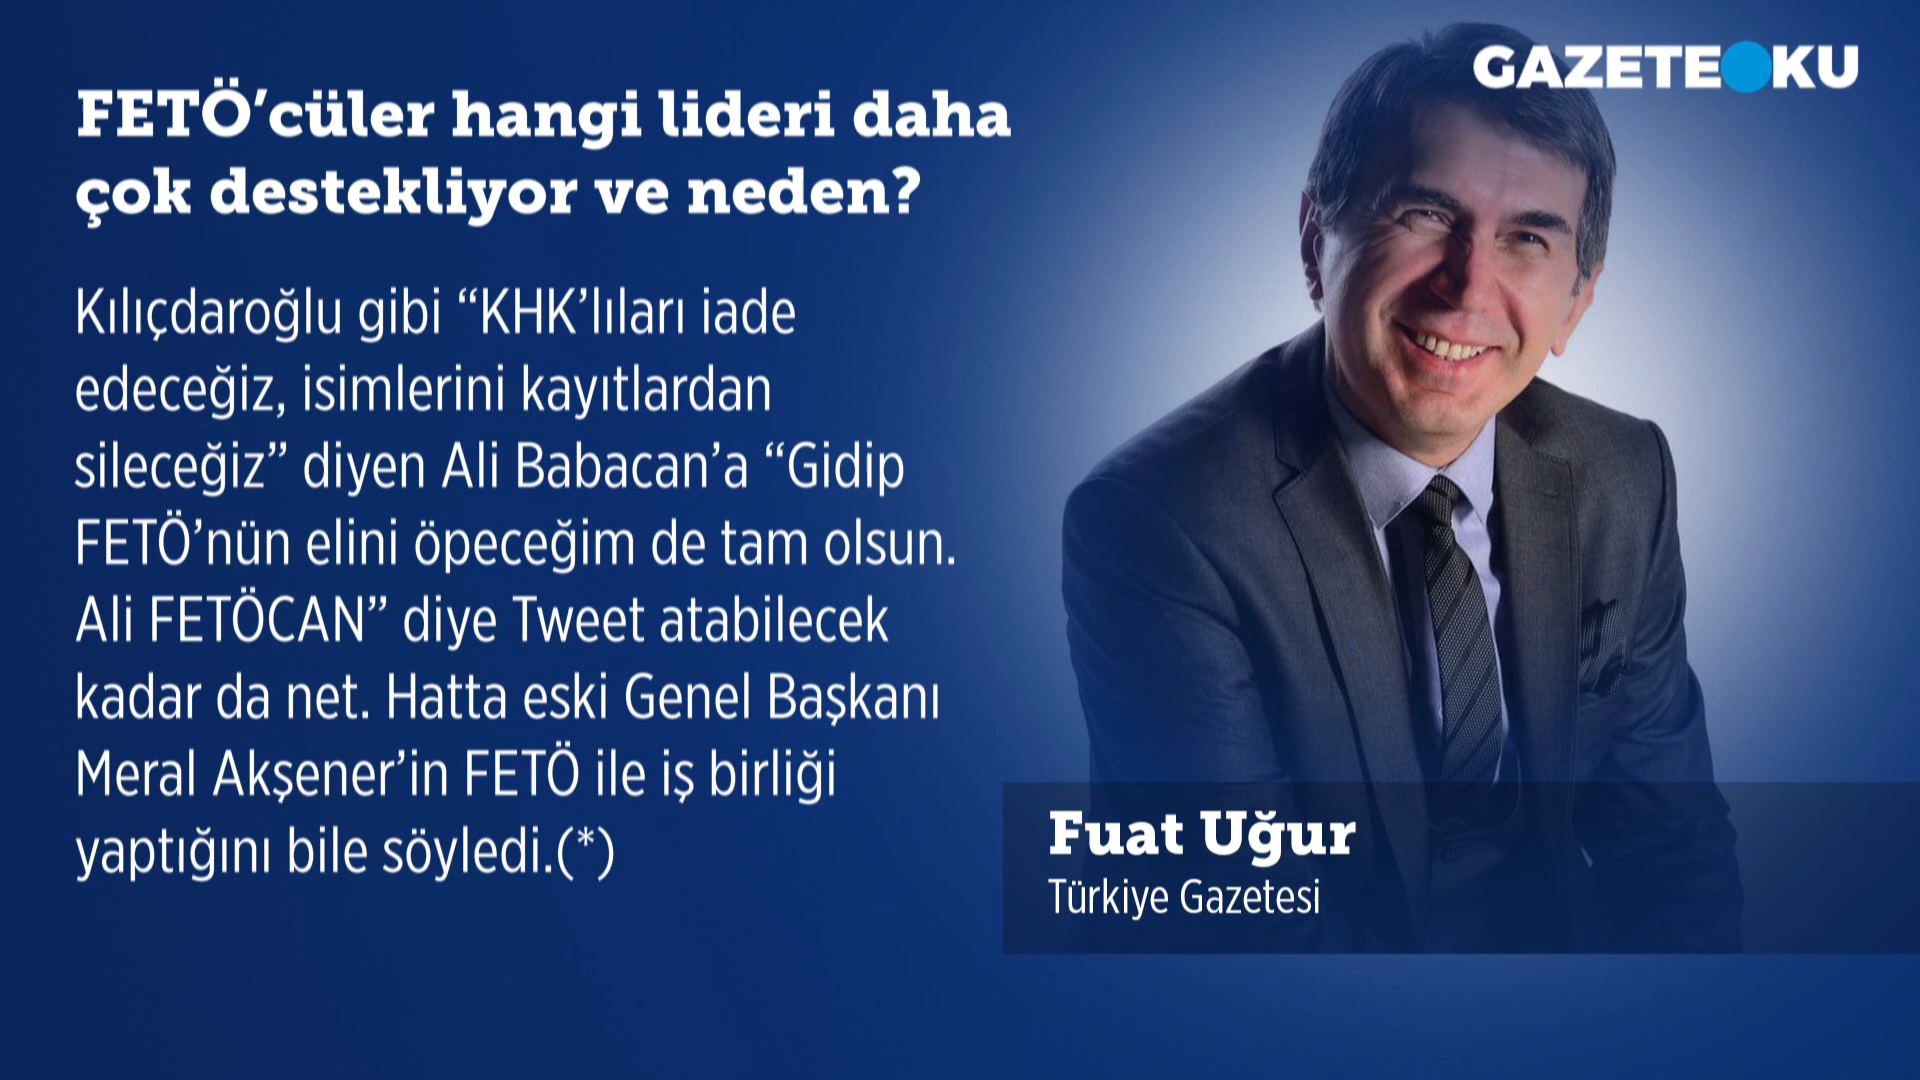 GAZETE KU
FETÖ’cüler hangi lideri daha
çok destekliyor ve neden?
Kılıçdaroğlu gibi “KHK’lıları iade
edeceğiz, isimlerini kayıtlardan
sileceğiz” diyen Ali Babacan’a “Gidip
FETÖ’nün elini öpeceğim de tam olsun.
Ali FETÖCAN” diye Tweet atabilecek
kadar da net. Hatta eski Genel Başkanı
Meral Akşener’in FETÖ ile iş birliği
yaptığını bile söyledi.(*)
Fuat Uğur
Türkiye Gazetesi